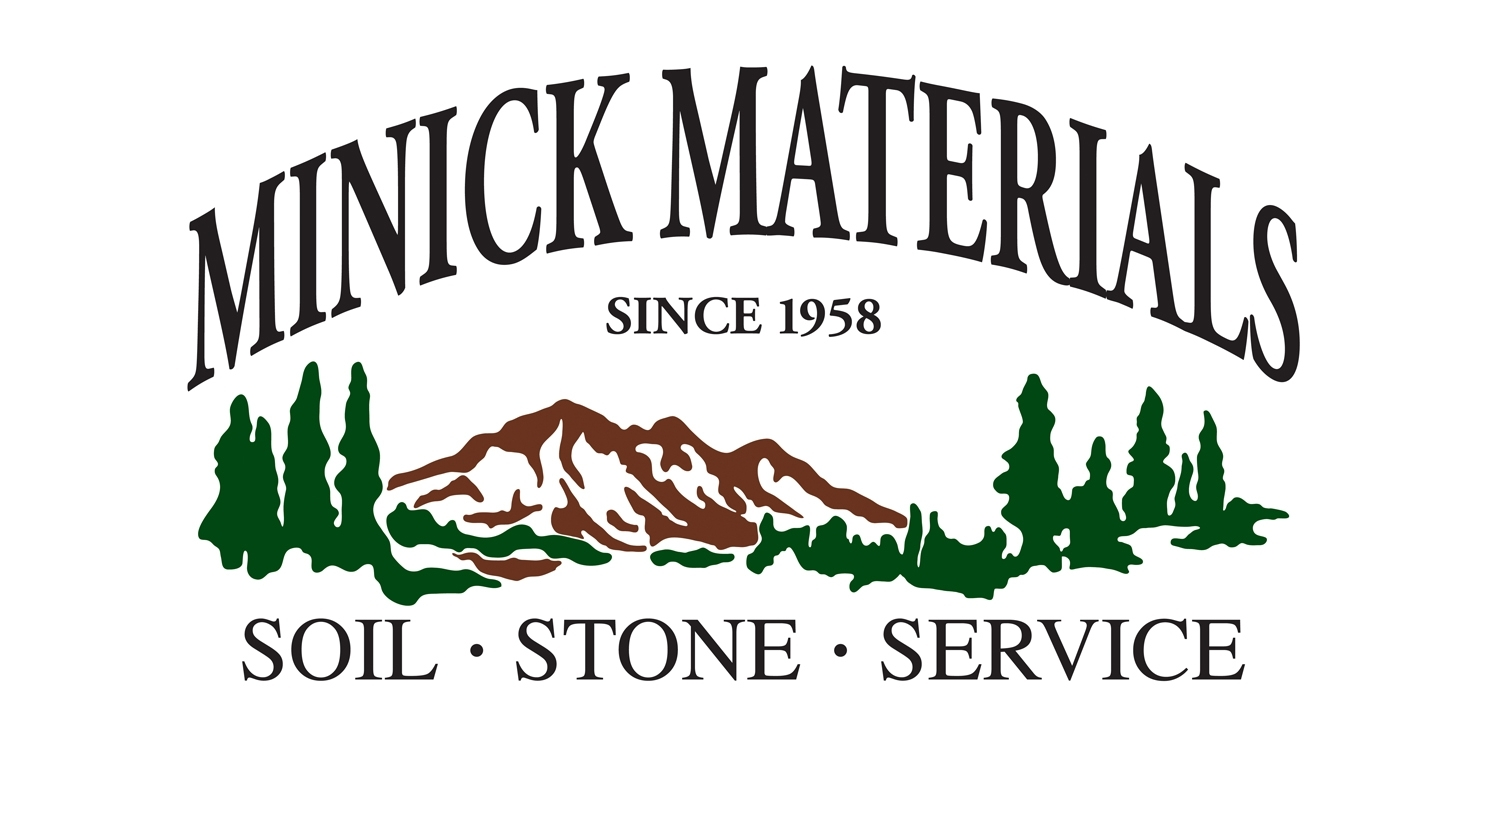 MINICK MATERIALS
SINCE 1958
SOIL · STONE · SERVICE